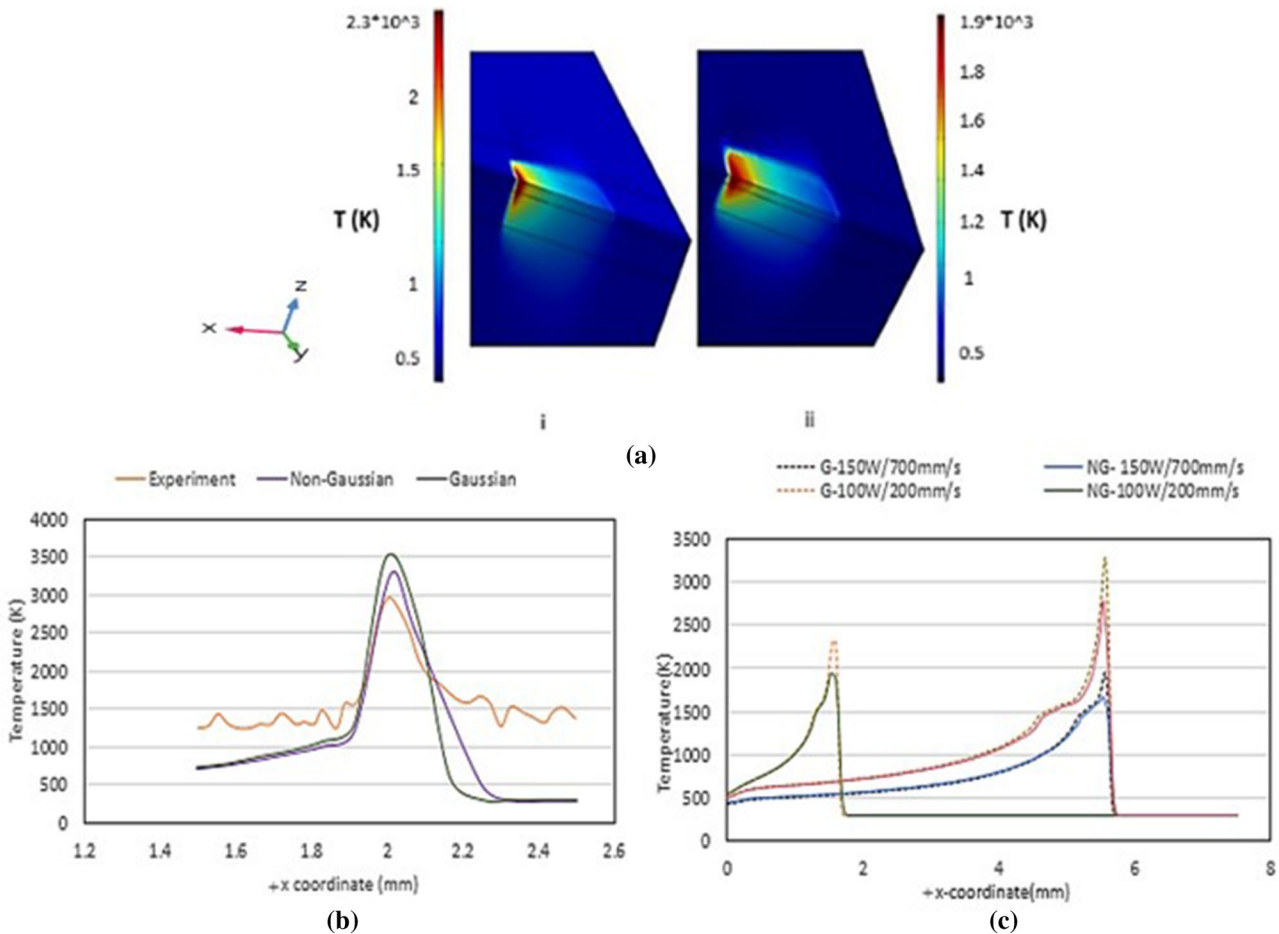 2.3*10^3
2
1.5
T (K)
1
0.5
1.9*10^3
1.8
1.6
1.4
1.2
T (K)
1
0.5
X
Z
Y
i
ii
(a)
Experiment
Non-Gaussian
Gaussian
4000
3500
3000
2500
2000
1500
1000
500
0
Temperature (K)
1.2
1.4
1.6
1.8
2
2.2
2.4
2.6
+x coordinate (mm)
(b)
G-150W/700mm/s
NG- 150W/700mm/s
G-100W/200mm/s
NG-100W/200mm/s
3500
3000
2500
2000
1500
1000
500
0
Temperature(K)
0
2
4
6
8
+x-coordinate(mm)
(c)